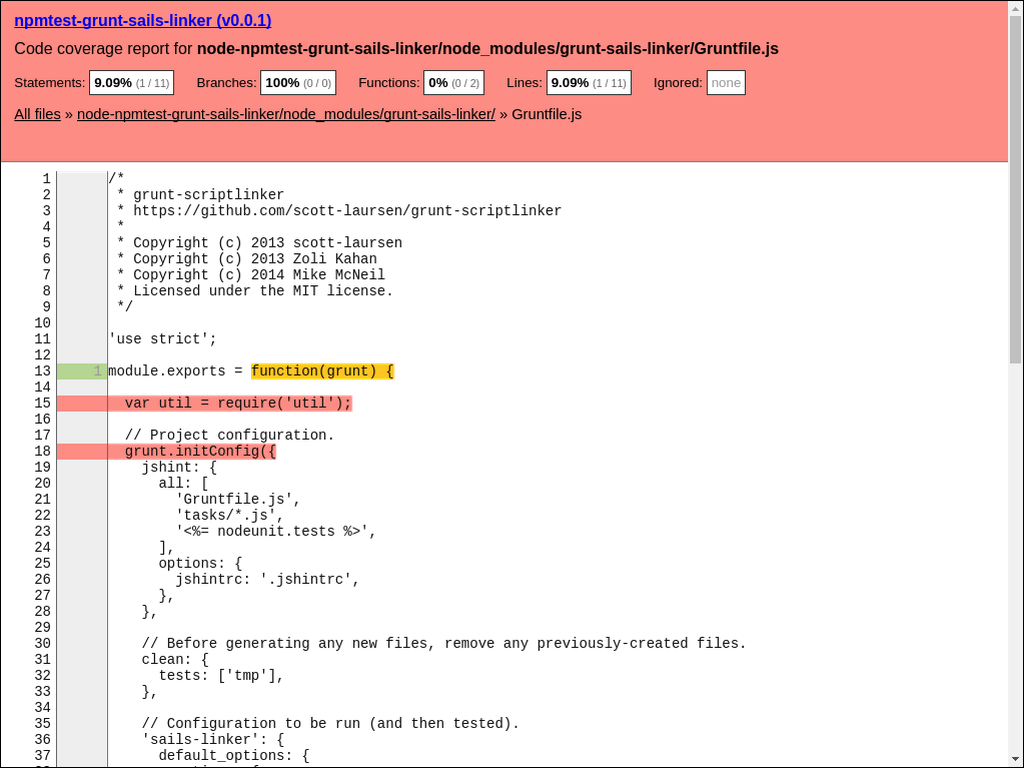 npmtest-grunt-sails-linker (v0.0.1)
Code coverage report for node-npmtest-grunt-sails-linker/node_modules/grunt-sails-linker/Gruntfile.js
Statements: 9.09% (1 / 11) Branches: 100% (0 / 0) Functions: 0% (0 / 2) Lines: 9.09% (1 / 11) Ignored: none
All files » node-npmtest-grunt-sails-linker/node_modules/grunt-sails-linker/ » Gruntfile.js
1 /*
2  * grunt-scriptlinker
3  * https://github.com/scott-laursen/grunt-scriptlinker
4  *
5  * Copyright (c) 2013 scott-laursen
6  * Copyright (c) 2013 Zoli Kahan
7  * Copyright (c) 2014 Mike McNeil
8  * Licensed under the MIT license.
9  */
10
11 'use strict';
12
13 1 module.exports = function(grunt) {
14
15   var util = require('util');
16
17   // Project configuration.
18   grunt.initConfig({
19     jshint: {
20       all: [
21         'Gruntfile.js',
22         'tasks/*.js',
23         '<%= nodeunit.tests %>',
24       ],
25       options: {
26         jshintrc: '.jshintrc',
27       },
28     },
29
30     // Before generating any new files, remove any previously-created files.
31     clean: {
32       tests: ['tmp'],
33     },
34
35     // Configuration to be run (and then tested).
36     'sails-linker': {
37       default_options: {